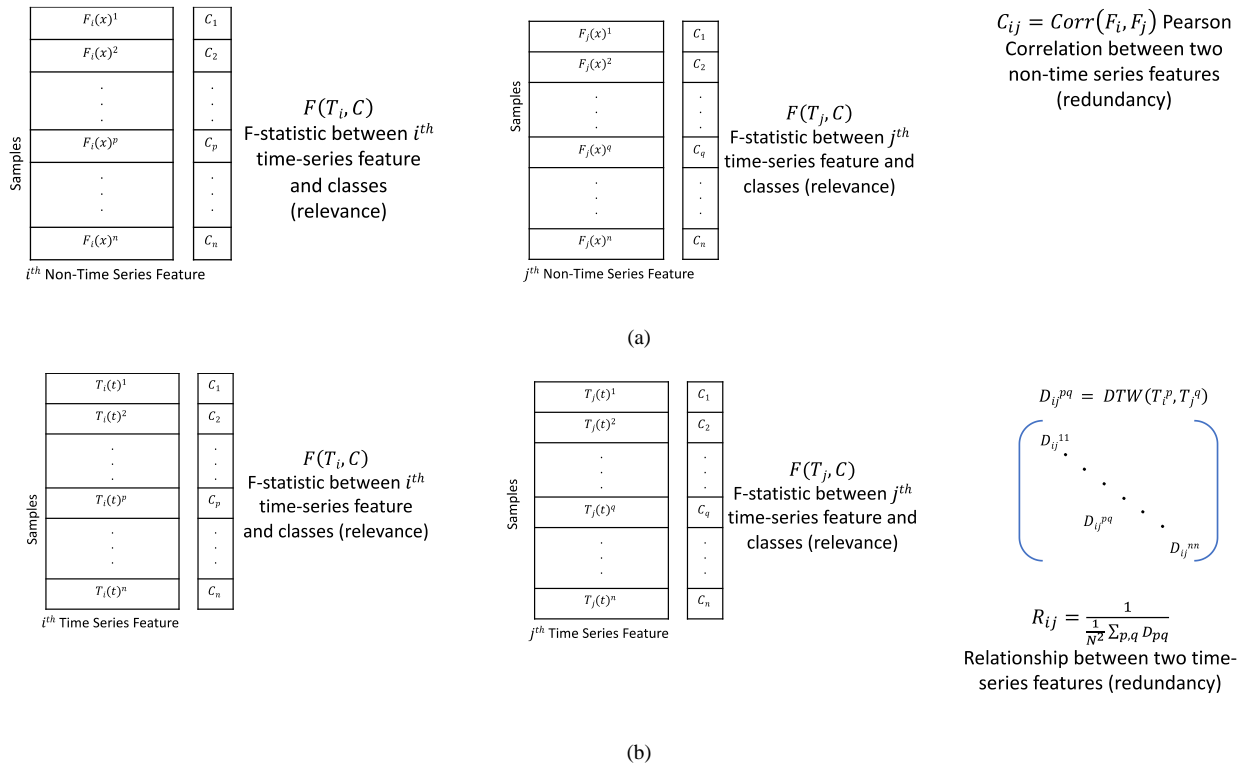 F_i(x)^1
C_1
F_i(x)^2
C_2
.
.
.
.
.
.
F_i(x)^p
C_p
.
.
.
.
.
.
F_i(x)^n
C_n
Samples
i^th Non-Time Series Feature
F(T_i, C)
F-statistic between i^th
time-series feature
and classes
(relevance)
F_j(x)^1
C_1
F_j(x)^2
C_2
.
.
.
.
.
.
F_j(x)^q
C_q
.
.
.
.
.
.
F_j(x)^n
C_n
Samples
j^th Non-Time Series Feature
F(T_j, C)
F-statistic between j^th
time-series feature and
classes (relevance)
C_ij = Corr(F_i, F_j) Pearson
Correlation between two
non-time series features
(redundancy)
(a)
T_i(t)^1
C_1
T_i(t)^2
C_2
.
.
.
.
.
.
T_i(t)^p
C_p
.
.
.
.
.
.
T_i(t)^n
C_n
Samples
i^th Time Series Feature
F(T_i, C)
F-statistic between i^th
time-series feature
and classes (relevance)
T_j(t)^1
C_1
T_j(t)^2
C_2
.
.
.
.
.
.
T_j(t)^q
C_q
.
.
.
.
.
.
T_j(t)^n
C_n
Samples
j^th Time Series Feature
F(T_j, C)
F-statistic between j^th
time-series feature and
classes (relevance)
D_ij^pq = DTW(T_i^p, T_j^q)
D_ij^11
D_ij^pq
D_ij^nn
R_ij = 1 / (1/N^2 ∑_p,q D_pq)
Relationship between two time-
series features (redundancy)
(b)